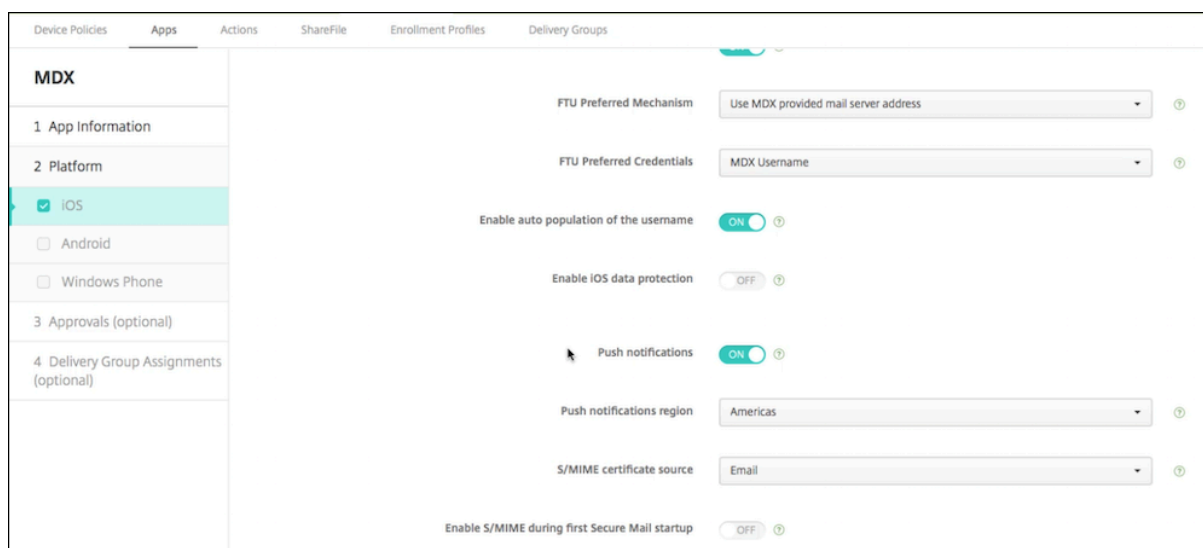 Device Policies
Apps
Actions
ShareFile
Enrollment Profiles
Delivery Groups
MDX
1 App Information
2 Platform
iOS
Android
Windows Phone
3 Approvals (optional)
4 Delivery Group Assignments
(optional)
FTU Preferred Mechanism
Use MDX provided mail server address
FTU Preferred Credentials
MDX Username
Enable auto population of the username
ON
Enable iOS data protection
OFF
Push notifications
ON
Push notifications region
Americas
S/MIME certificate source
Email
Enable S/MIME during first Secure Mail startup
OFF